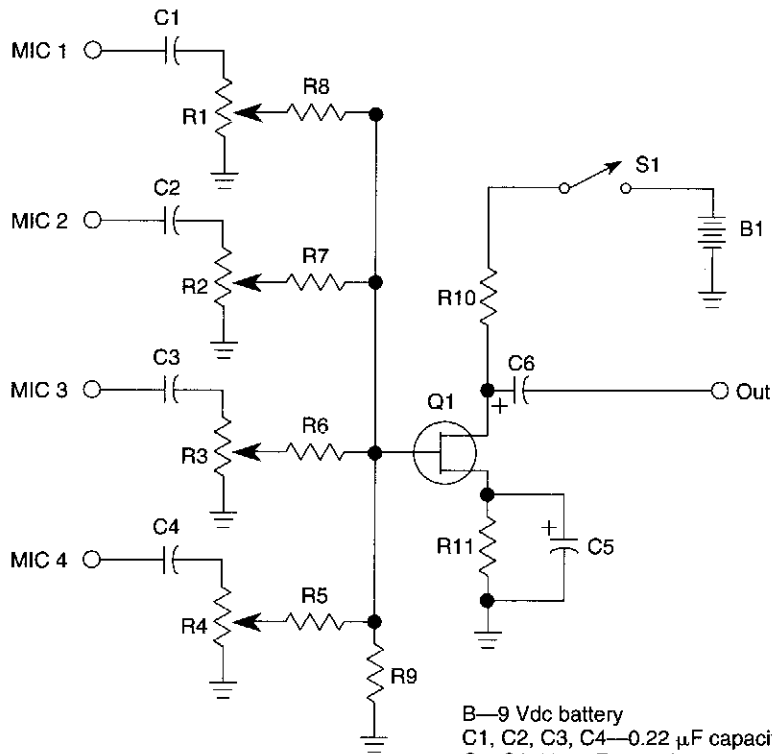 C1
MIC 1
R8
R1
S1
C2
MIC 2
B1
R7
R2
R10
C3
C6
MIC 3
Out
Q1
R6
+
R3
C4
+
MIC 4
R11
C5
R5
R4
R9
B—9 Vdc battery
C1, C2, C3, C4—0.22 µF